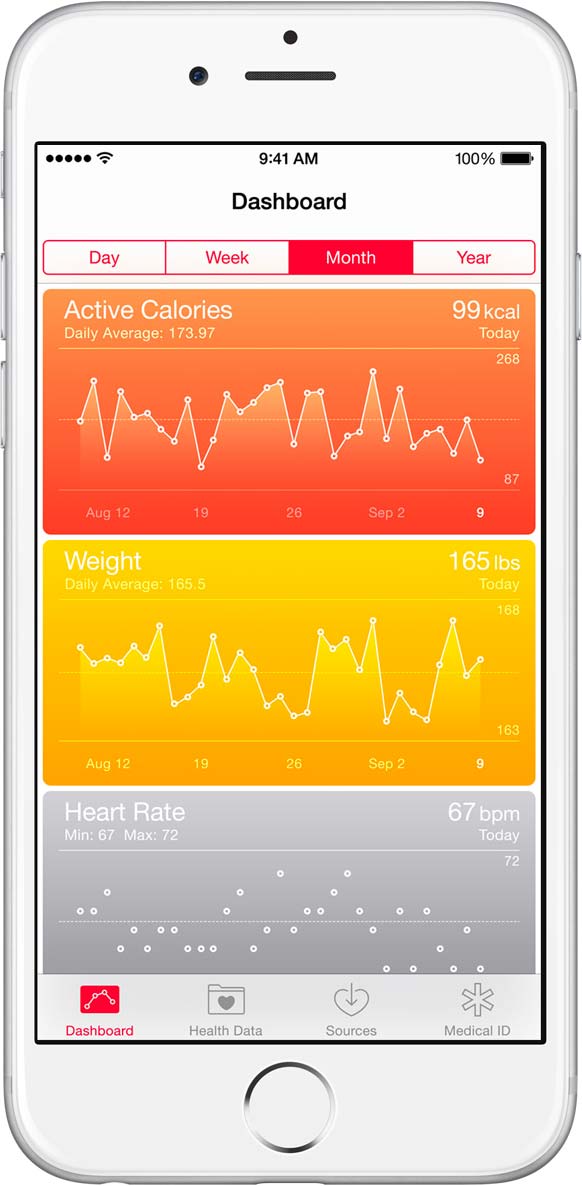 9:41 AM 100%
Dashboard
Day Week Month Year
Active Calories 99 kcal
Daily Average: 173.97 Today
268
87
Aug 12 19 26 Sep 2 9
Weight 165 lbs
Daily Average: 165.5 Today
168
163
Aug 12 19 26 Sep 2 9
Heart Rate 67 bpm
Min: 67 Max: 72 Today
72
Dashboard Health Data Sources Medical ID